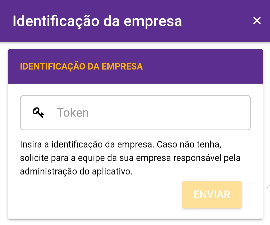 Identificação da empresa
IDENTIFICAÇÃO DA EMPRESA
Token
Insira a identificação da empresa. Caso não tenha,
solicite para a equipe da sua empresa responsável pela
administração do aplicativo.
ENVIAR